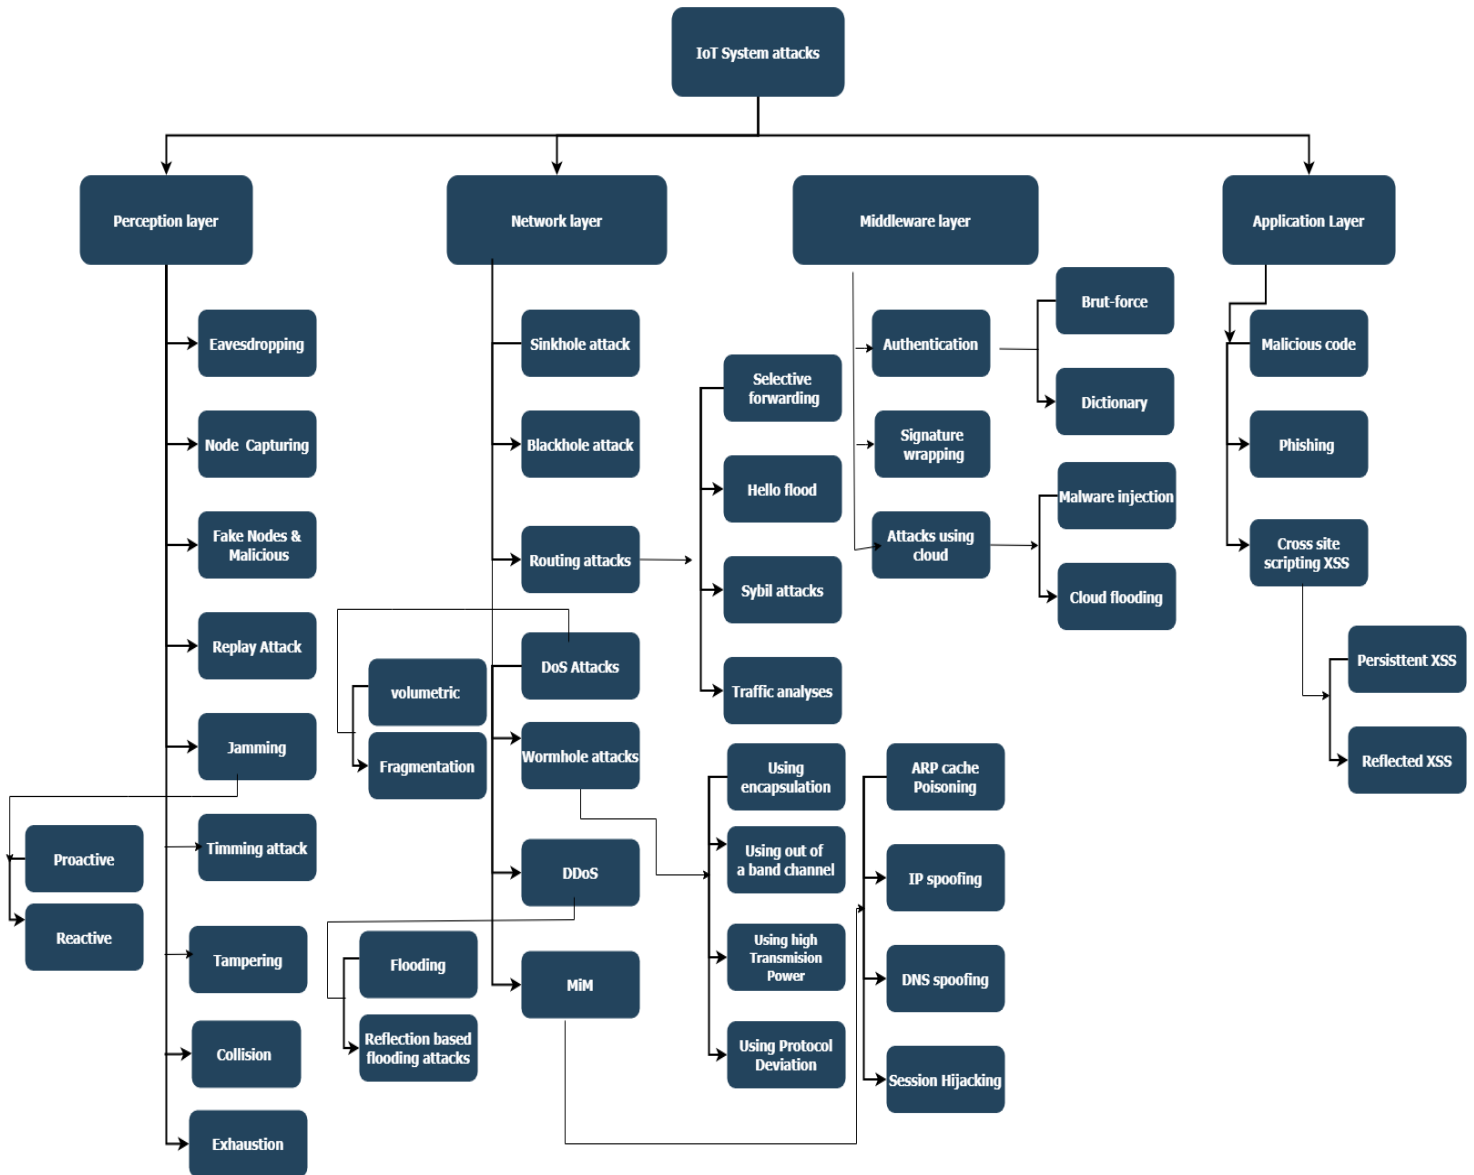 IoT System attacks
Perception layer
Network layer
Middleware layer
Application Layer
Eavesdropping
Node Capturing
Fake Nodes &
Malicious
Replay Attack
Jamming
Proactive
Reactive
Timming attack
Tampering
Collision
Exhaustion
Sinkhole attack
Blackhole attack
Routing attacks
Selective
forwarding
Hello flood
Sybil attacks
Traffic analyses
DoS Attacks
volumetric
Fragmentation
Wormhole attacks
Using
encapsulation
Using out of
a band channel
Using high
Transmision
Power
Using Protocol
Deviation
DDoS
Flooding
Reflection based
flooding attacks
MiM
ARP cache
Poisoning
IP spoofing
DNS spoofing
Session Hijacking
Authentication
Brut-force
Dictionary
Signature
wrapping
Attacks using
cloud
Malware injection
Cloud flooding
Malicious code
Phishing
Cross site
scripting XSS
Persisttent XSS
Reflected XSS